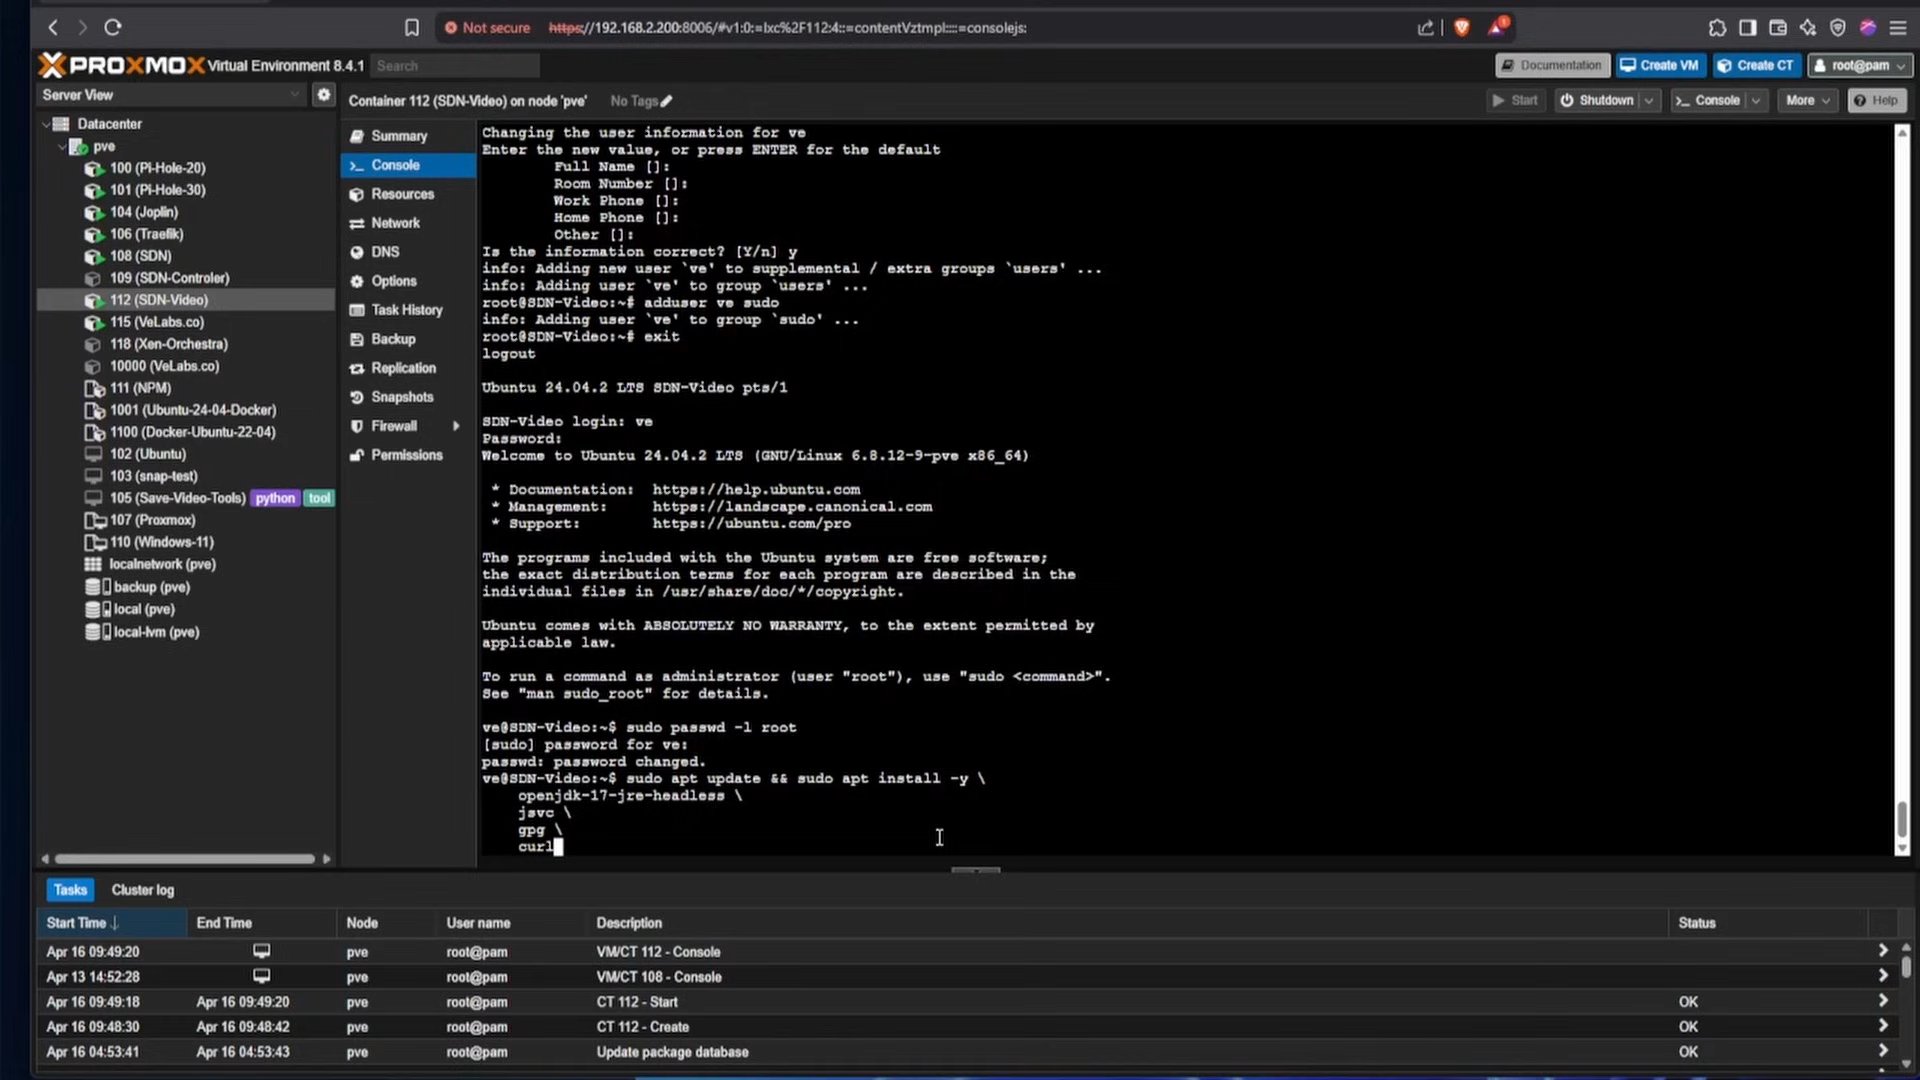 Not secure https://192.168.2.200:8006/#v1:0:=lxc%2F112:4::=contentVztmpl::::=consolejs:
1
PROXMOX Virtual Environment 8.4.1 Search
Documentation Create VM Create CT root@pam
Server View
Container 112 (SDN-Video) on node 'pve' No Tags
Start Shutdown Console More Help
Datacenter
pve
100 (Pi-Hole-20)
101 (Pi-Hole-30)
104 (Joplin)
106 (Traefik)
108 (SDN)
109 (SDN-Controler)
112 (SDN-Video)
115 (VeLabs.co)
118 (Xen-Orchestra)
10000 (VeLabs.co)
111 (NPM)
1001 (Ubuntu-24-04-Docker)
1100 (Docker-Ubuntu-22-04)
102 (Ubuntu)
103 (snap-test)
105 (Save-Video-Tools) python tool
107 (Proxmox)
110 (Windows-11)
localnetwork (pve)
backup (pve)
local (pve)
local-lvm (pve)
Summary
Console
Resources
Network
DNS
Options
Task History
Backup
Replication
Snapshots
Firewall
Permissions
Changing the user information for ve
Enter the new value, or press ENTER for the default
Full Name []:
Room Number []:
Work Phone []:
Home Phone []:
Other []:
Is the information correct? [Y/n] y
info: Adding new user `ve' to supplemental / extra groups `users' ...
info: Adding user `ve' to group `users' ...
root@SDN-Video:~# adduser ve sudo
info: Adding user `ve' to group `sudo' ...
root@SDN-Video:~# exit
logout
Ubuntu 24.04.2 LTS SDN-Video pts/1
SDN-Video login: ve
Password:
Welcome to Ubuntu 24.04.2 LTS (GNU/Linux 6.8.12-9-pve x86_64)
* Documentation: https://help.ubuntu.com
* Management: https://landscape.canonical.com
* Support: https://ubuntu.com/pro
The programs included with the Ubuntu system are free software;
the exact distribution terms for each program are described in the
individual files in /usr/share/doc/*/copyright.
Ubuntu comes with ABSOLUTELY NO WARRANTY, to the extent permitted by
applicable law.
To run a command as administrator (user "root"), use "sudo <command>".
See "man sudo_root" for details.
ve@SDN-Video:~$ sudo passwd -l root
[sudo] password for ve:
passwd: password changed.
ve@SDN-Video:~$ sudo apt update && sudo apt install -y \
openjdk-17-jre-headless \
jsvc \
gpg \
curl
Tasks Cluster log
Start Time End Time Node User name Description Status
Apr 16 09:49:20 pve root@pam VM/CT 112 - Console
Apr 13 14:52:28 pve root@pam VM/CT 108 - Console
Apr 16 09:49:18 Apr 16 09:49:20 pve root@pam CT 112 - Start OK
Apr 16 09:48:30 Apr 16 09:48:42 pve root@pam CT 112 - Create OK
Apr 16 04:53:41 Apr 16 04:53:43 pve root@pam Update package database OK